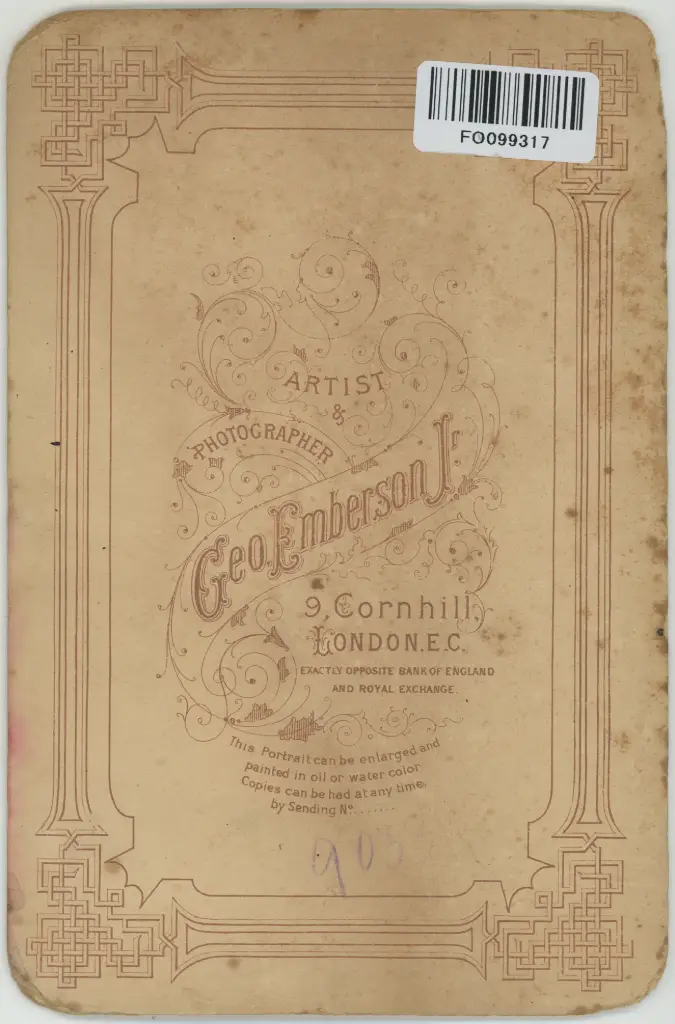 FO099317
ARTIST
&
PHOTOGRAPHER
Geo. Emberson Jr.
9, Cornhill,
LONDON. E.C.
EXACTLY OPPOSITE BANK OF ENGLAND
AND ROYAL EXCHANGE.
This Portrait can be enlarged and
painted in oil or water color
Copies can be had at any time,
by Sending No. .......